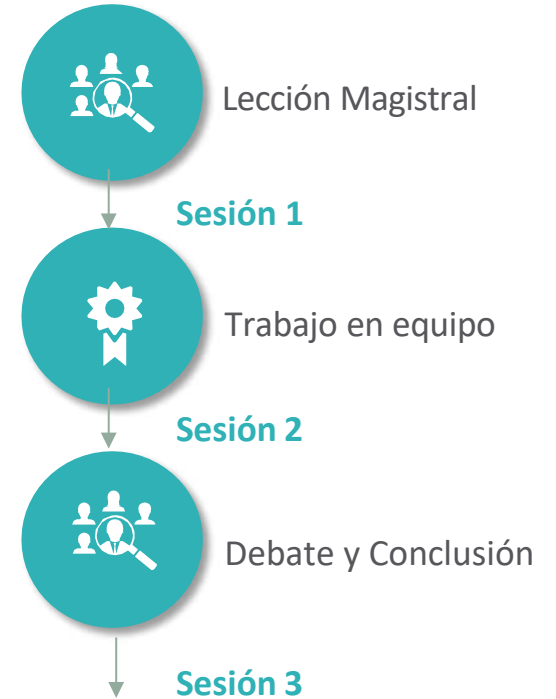 Lección Magistral
Sesión 1
Trabajo en equipo
Sesión 2
Debate y Conclusión
Sesión 3